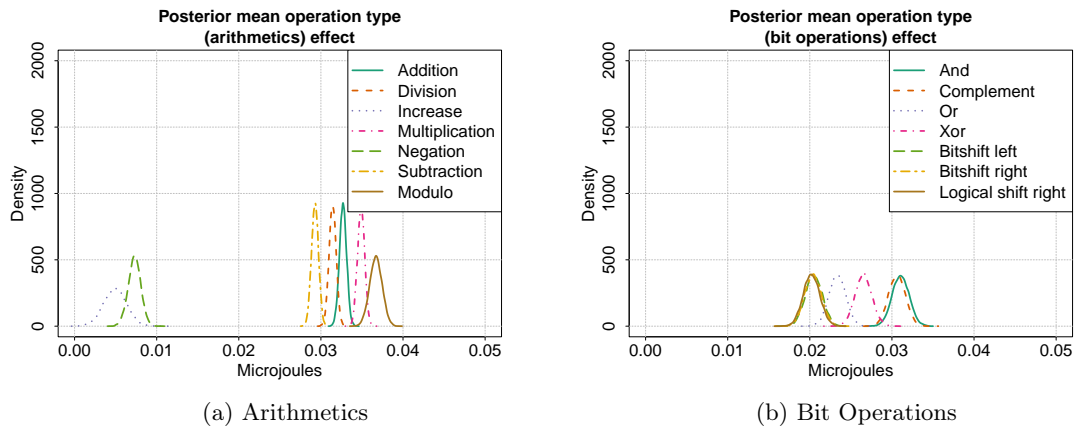 Posterior mean operation type
(arithmetics) effect
Density
2000
1500
1000
500
0
Addition
Division
Increase
Multiplication
Negation
Subtraction
Modulo
0.00
0.01
0.02
0.03
0.04
0.05
Microjoules
(a) Arithmetics
Posterior mean operation type
(bit operations) effect
Density
2000
1500
1000
500
0
And
Complement
Or
Xor
Bitshift left
Bitshift right
Logical shift right
0.00
0.01
0.02
0.03
0.04
0.05
Microjoules
(b) Bit Operations